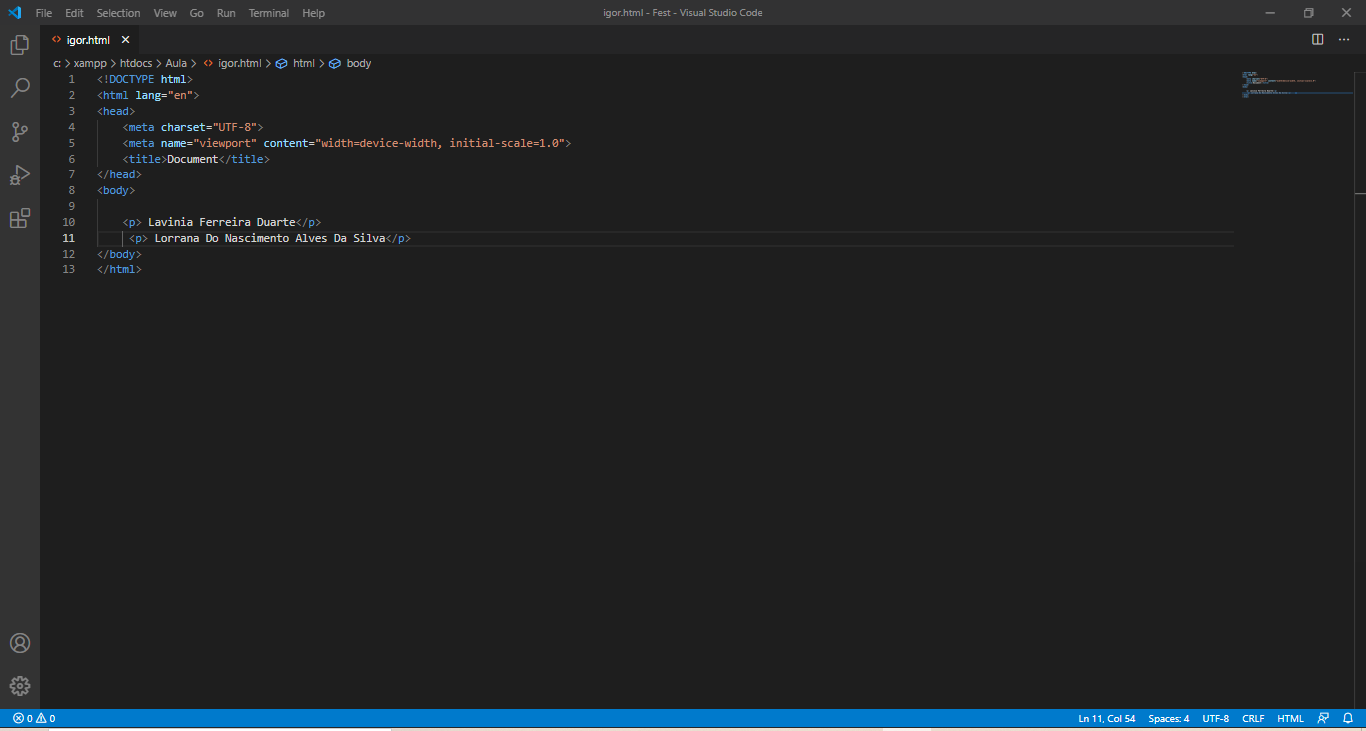 File Edit Selection View Go Run Terminal Help igor.html - Fest - Visual Studio Code
igor.html
c: > xampp > htdocs > Aula > igor.html > html > body
1 <!DOCTYPE html>
2 <html lang="en">
3 <head>
4 <meta charset="UTF-8">
5 <meta name="viewport" content="width=device-width, initial-scale=1.0">
6 <title>Document</title>
7 </head>
8 <body>
9
10 <p> Lavinia Ferreira Duarte</p>
11 <p> Lorrana Do Nascimento Alves Da Silva</p>
12 </body>
13 </html>
0 0 Ln 11, Col 54 Spaces: 4 UTF-8 CRLF HTML